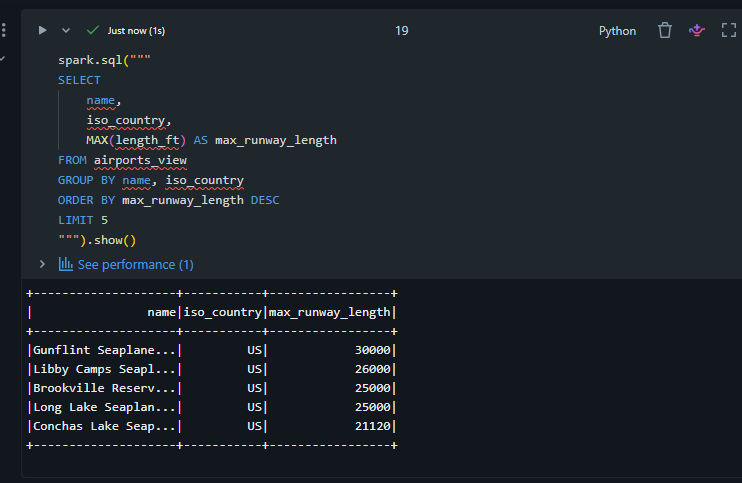 Just now (1s)
19
Python
spark.sql("""
SELECT
    name,
    iso_country,
    MAX(length_ft) AS max_runway_length
FROM airports_view
GROUP BY name, iso_country
ORDER BY max_runway_length DESC
LIMIT 5
""").show()
See performance (1)
+--------------------+-----------+-----------------+
|                name|iso_country|max_runway_length|
+--------------------+-----------+-----------------+
|Gunflint Seaplane...|         US|            30000|
|Libby Camps Seapl...|         US|            26000|
|Brookville Reserv...|         US|            25000|
|Long Lake Seaplan...|         US|            25000|
|Conchas Lake Seap...|         US|            21120|
+--------------------+-----------+-----------------+